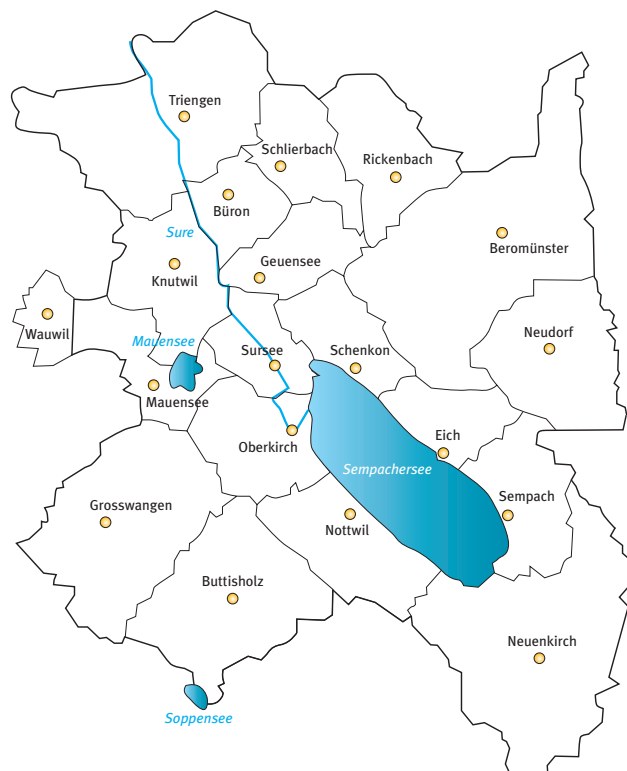 Triengen
Schlierbach
Rickenbach
Büron
Sure
Beromünster
Geuensee
Knutwil
Wauwil
Mauensee
Neudorf
Sursee
Schenkon
Mauensee
Eich
Oberkirch
Sempachersee
Sempach
Grosswangen
Nottwil
Buttisholz
Neuenkirch
Soppensee